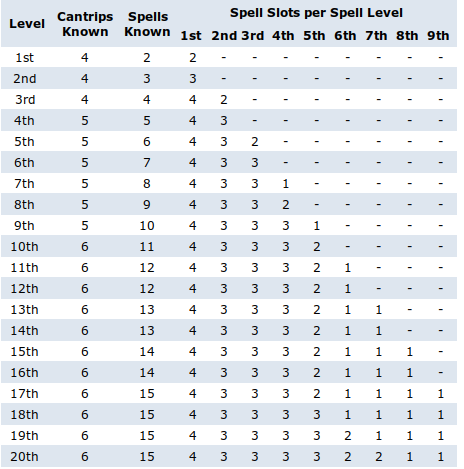 Level Cantrips Known Spells Known Spell Slots per Spell Level
1st 2nd 3rd 4th 5th 6th 7th 8th 9th
1st 4 2 2 - - - - - - - -
2nd 4 3 3 - - - - - - - -
3rd 4 4 4 2 - - - - - - -
4th 5 5 4 3 - - - - - - -
5th 5 6 4 3 2 - - - - - -
6th 5 7 4 3 3 - - - - - -
7th 5 8 4 3 3 1 - - - - -
8th 5 9 4 3 3 2 - - - - -
9th 5 10 4 3 3 3 1 - - - -
10th 6 11 4 3 3 3 2 - - - -
11th 6 12 4 3 3 3 2 1 - - -
12th 6 12 4 3 3 3 2 1 - - -
13th 6 13 4 3 3 3 2 1 1 - -
14th 6 13 4 3 3 3 2 1 1 - -
15th 6 14 4 3 3 3 2 1 1 1 -
16th 6 14 4 3 3 3 2 1 1 1 -
17th 6 15 4 3 3 3 2 1 1 1 1
18th 6 15 4 3 3 3 3 1 1 1 1
19th 6 15 4 3 3 3 3 2 1 1 1
20th 6 15 4 3 3 3 3 2 2 1 1